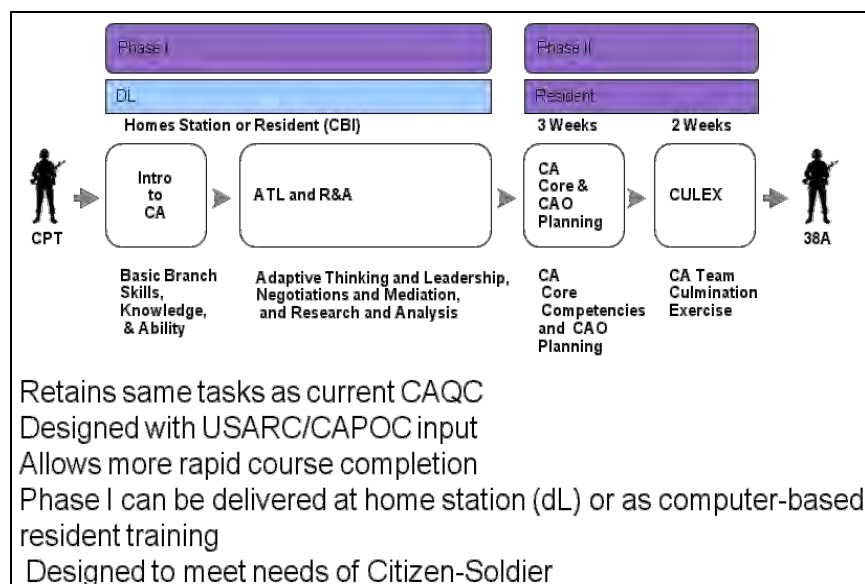 Phase I
Phase II
DL
Resident
Homes Station or Resident (CBI)
3 Weeks
2 Weeks
CPT
Intro
to
CA
ATL and R&A
CA
Core &
CAO
Planning
CULEX
38A
Basic Branch
Skills,
Knowledge,
& Ability
Adaptive Thinking and Leadership,
Negotiations and Mediation,
and Research and Analysis
CA
Core
Competencies
and CAO
Planning
CA Team
Culmination
Exercise
Retains same tasks as current CAQC
Designed with USARC/CAPOC input
Allows more rapid course completion
Phase I can be delivered at home station (dL) or as computer-based
resident training
Designed to meet needs of Citizen-Soldier